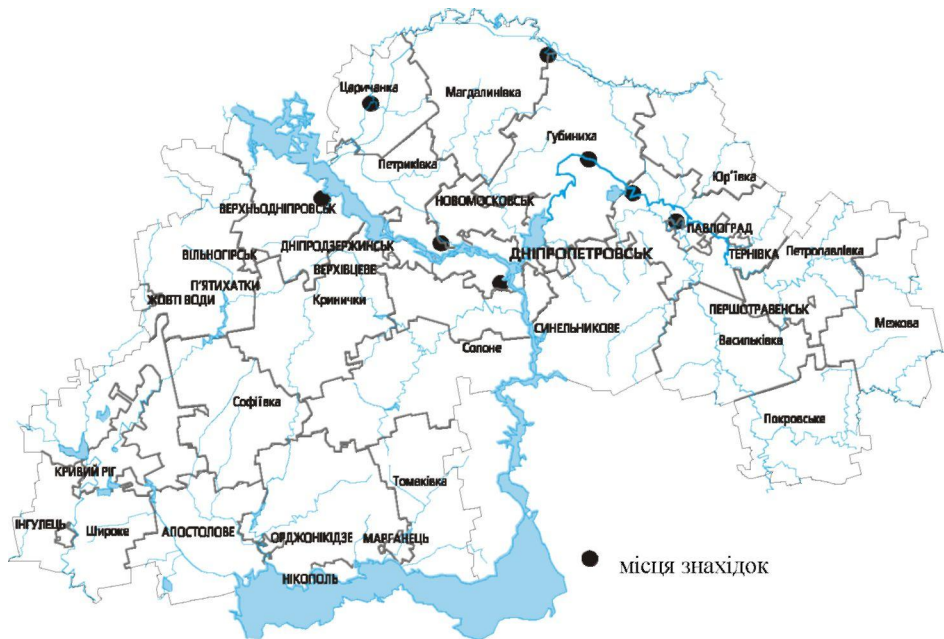 Царичанка
Магдалинівка
Губиниха
Петриківка
Юр'ївка
НОВОМОСКОВСЬК
ВЕРХНЬОДНІПРОВСЬК
ПАВЛОГРАД
ДНІПРОДЗЕРЖИНСЬК
ДНІПРОПЕТРОВСЬК
ТЕРНІВКА
Петропавлівка
ВІЛЬНОГІРСЬК
ВЕРХІВЦЕВЕ
П'ЯТИХАТКИ
ЖОВТІ ВОДИ
Кринички
ПЕРШОТРАВЕНСЬК
СИНЕЛЬНИКОВЕ
Межова
Васильківка
Солоне
Софіївка
Покровське
КРИВИЙ РІГ
Томаківка
ІНГУЛЕЦЬ
Широке
АПОСТОЛОВЕ
ОРДЖОНІКІДЗЕ
МАРГАНЕЦЬ
НІКОПОЛЬ
місця знахідок